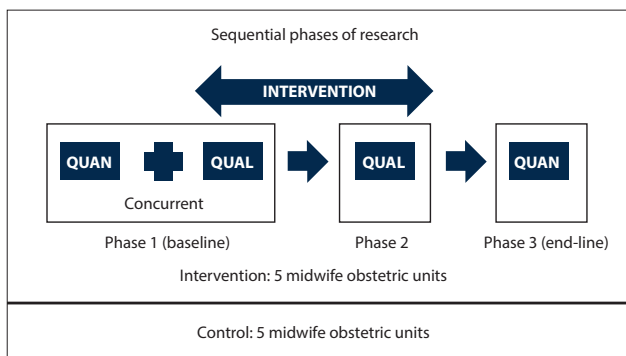 Sequential phases of research
INTERVENTION
QUAN QUAL QUAL QUAN
Concurrent
Phase 1 (baseline) Phase 2 Phase 3 (end-line)
Intervention: 5 midwife obstetric units
Control: 5 midwife obstetric units